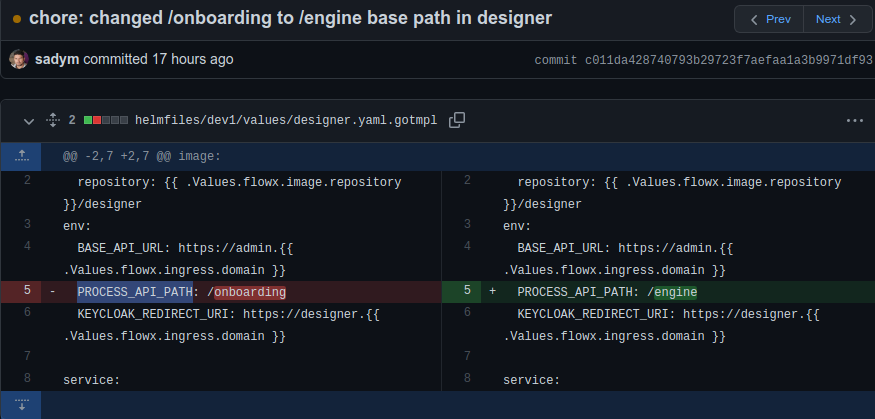 chore: changed /onboarding to /engine base path in designer
Prev
Next
sadym committed 17 hours ago
commit c011da428740793b29723f7aefaa1a3b9971df93
2
helmfiles/dev1/values/designer.yaml.gotmpl
@@ -2,7 +2,7 @@ image:
2 repository: {{ .Values.flowx.image.repository
}}/designer
3 env:
4 BASE_API_URL: https://admin.{{
.Values.flowx.ingress.domain }}
5 - PROCESS_API_PATH: /onboarding
6 KEYCLOAK_REDIRECT_URI: https://designer.{{
.Values.flowx.ingress.domain }}
7
8 service:
2 repository: {{ .Values.flowx.image.repository
}}/designer
3 env:
4 BASE_API_URL: https://admin.{{
.Values.flowx.ingress.domain }}
5 + PROCESS_API_PATH: /engine
6 KEYCLOAK_REDIRECT_URI: https://designer.{{
.Values.flowx.ingress.domain }}
7
8 service: